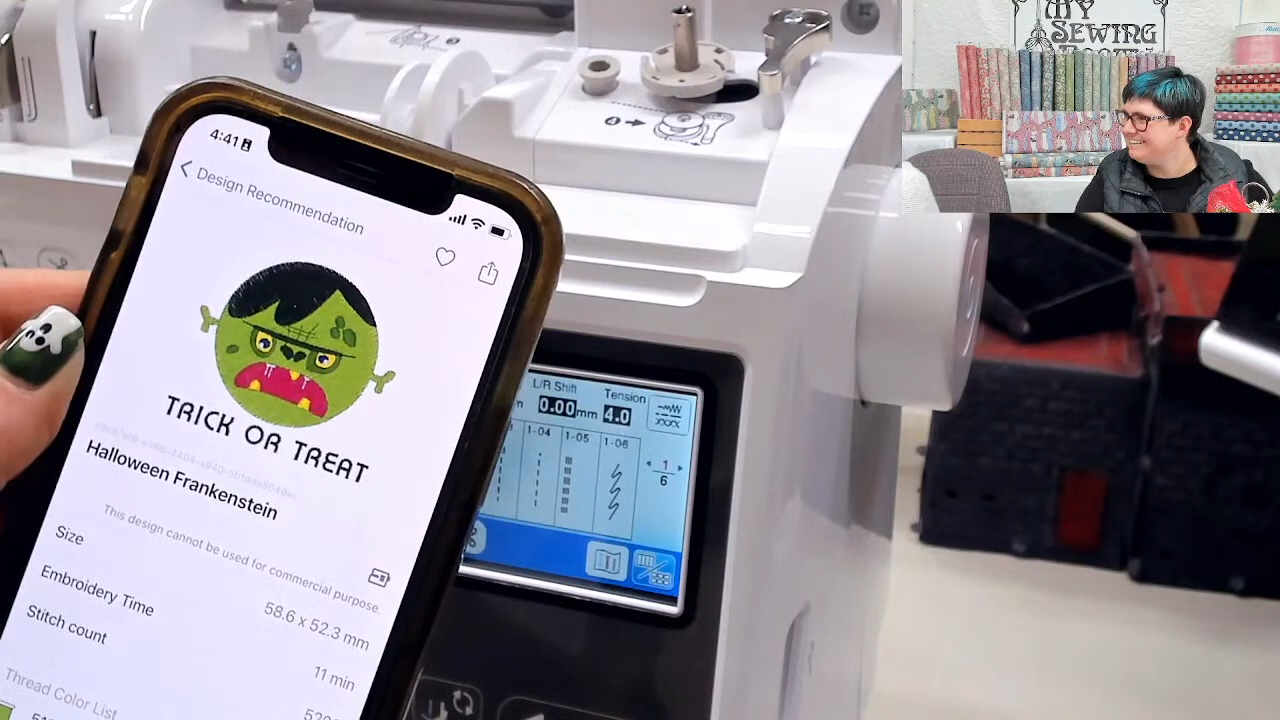 MY
SEWING
ROOM
4:41
Design Recommendation
TRICK OR TREAT
Halloween Frankenstein
This design cannot be used for commercial purpose.
Size
58.6 x 52.3 mm
Embroidery Time
11 min
Stitch count
Thread Color List
L/R Shift
Tension
0.00mm
4.0
1-04
1-05
1-06
1
6
4